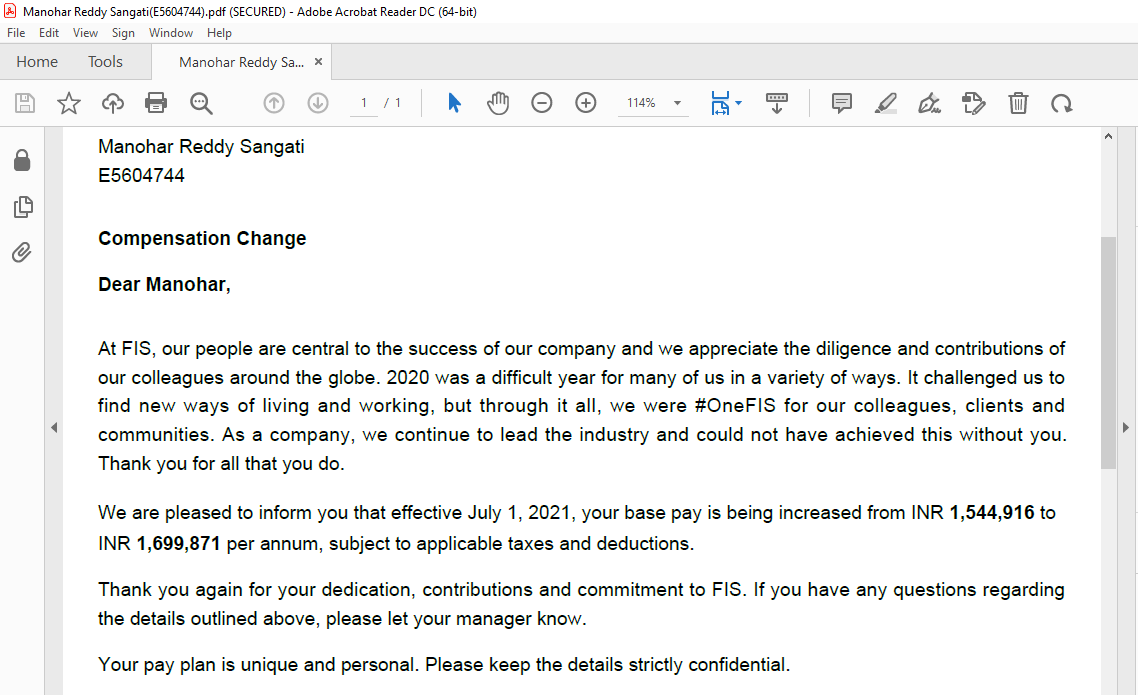 Manohar Reddy Sangati(E5604744).pdf (SECURED) - Adobe Acrobat Reader DC (64-bit)
File Edit View Sign Window Help
Home Tools Manohar Reddy Sa... ×
1 / 1 114%
Manohar Reddy Sangati
E5604744
Compensation Change
Dear Manohar,
At FIS, our people are central to the success of our company and we appreciate the diligence and contributions of
our colleagues around the globe. 2020 was a difficult year for many of us in a variety of ways. It challenged us to
find new ways of living and working, but through it all, we were #OneFIS for our colleagues, clients and
communities. As a company, we continue to lead the industry and could not have achieved this without you.
Thank you for all that you do.
We are pleased to inform you that effective July 1, 2021, your base pay is being increased from INR 1,544,916 to
INR 1,699,871 per annum, subject to applicable taxes and deductions.
Thank you again for your dedication, contributions and commitment to FIS. If you have any questions regarding
the details outlined above, please let your manager know.
Your pay plan is unique and personal. Please keep the details strictly confidential.